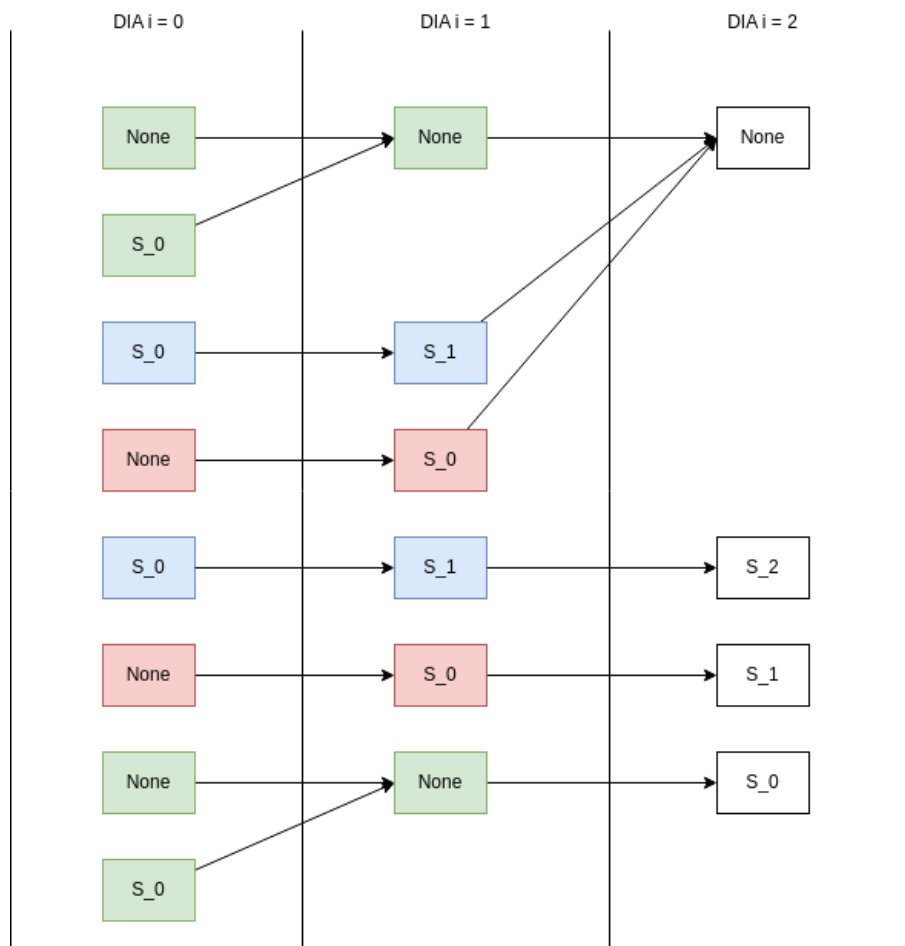 DIA i = 0 DIA i = 1 DIA i = 2
None None None
S_0
S_0 S_1
None S_0
S_0 S_1 S_2
None S_0 S_1
None None S_0
S_0